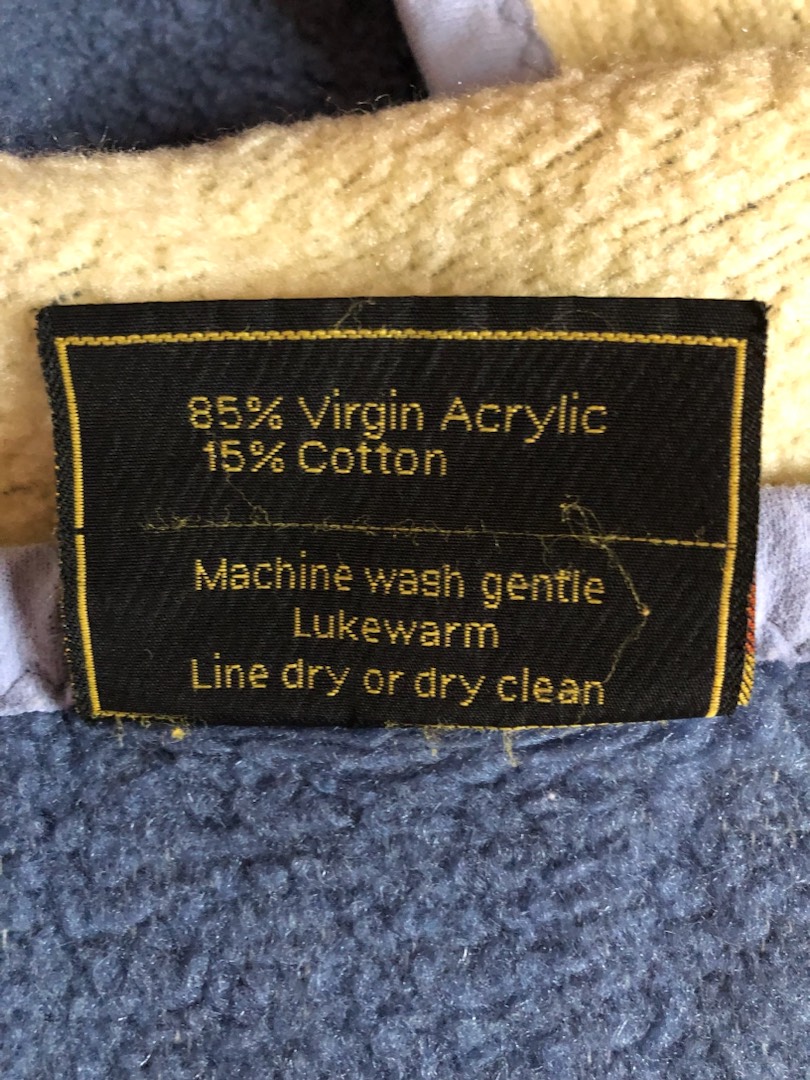 85% Virgin Acrylic
15% Cotton
Machine wash gentle
Lukewarm
Line dry or dry clean